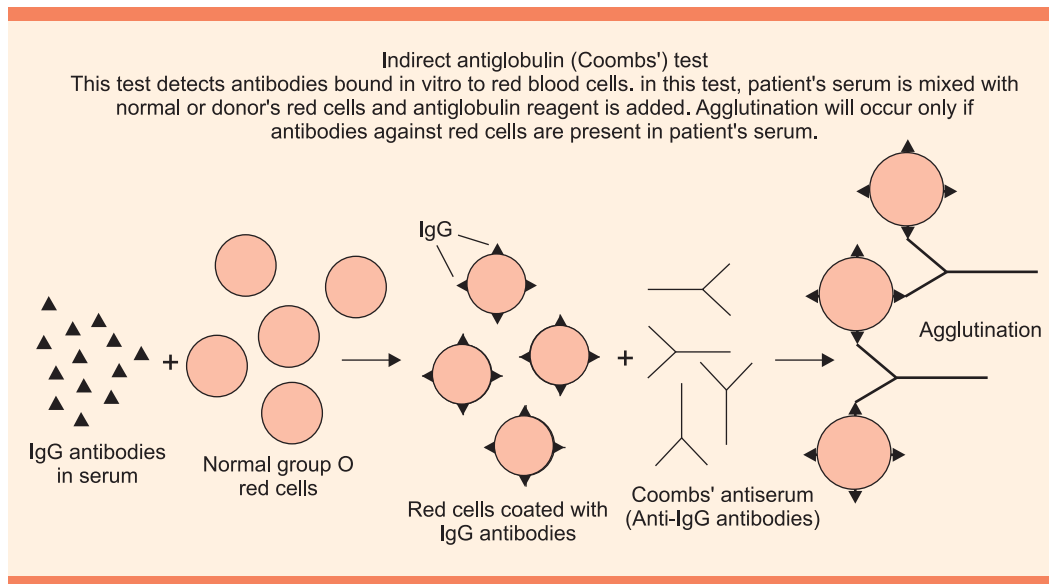 Indirect antiglobulin (Coombs') test
This test detects antibodies bound in vitro to red blood cells. in this test, patient's serum is mixed with
normal or donor's red cells and antiglobulin reagent is added. Agglutination will occur only if
antibodies against red cells are present in patient's serum.
IgG
+
+
Agglutination
IgG antibodies
in serum
Normal group O
red cells
Red cells coated with
IgG antibodies
Coombs' antiserum
(Anti-IgG antibodies)